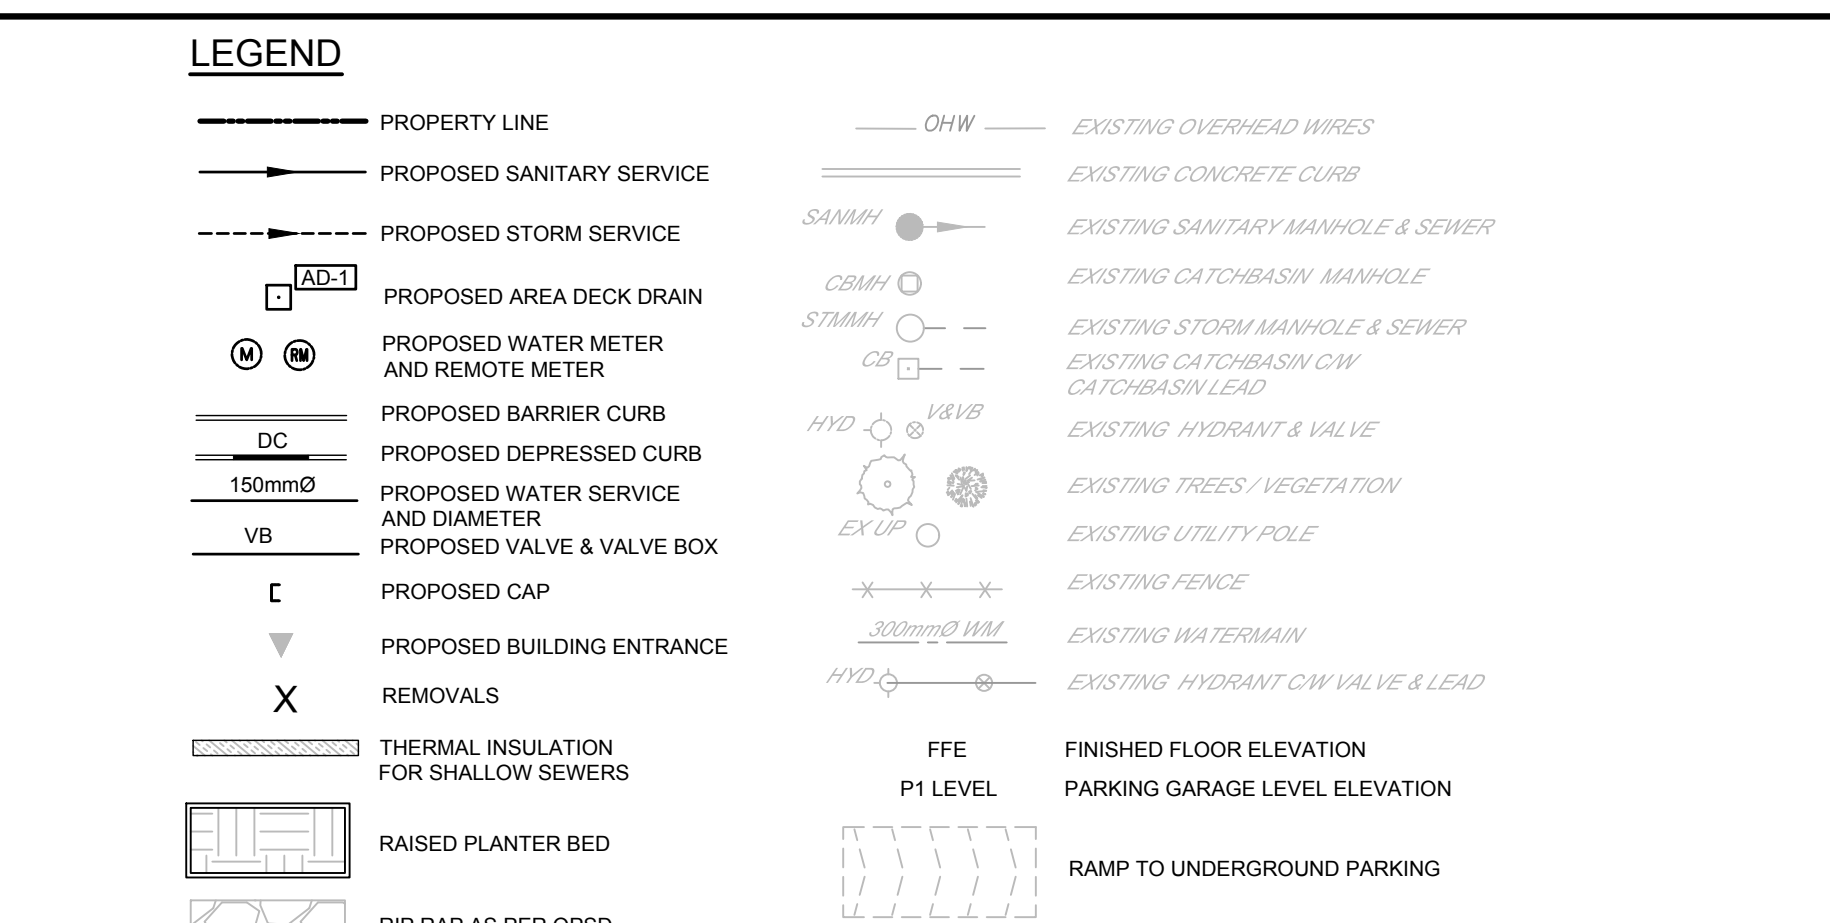 LEGEND
PROPERTY LINE
PROPOSED SANITARY SERVICE
PROPOSED STORM SERVICE
AD-1
PROPOSED AREA DECK DRAIN
M RM
PROPOSED WATER METER
AND REMOTE METER
PROPOSED BARRIER CURB
DC
PROPOSED DEPRESSED CURB
150mmØ
PROPOSED WATER SERVICE
AND DIAMETER
VB
PROPOSED VALVE & VALVE BOX
PROPOSED CAP
PROPOSED BUILDING ENTRANCE
X
REMOVALS
THERMAL INSULATION
FOR SHALLOW SEWERS
RAISED PLANTER BED
RIP RAP AS PER OPSD
OHW EXISTING OVERHEAD WIRES
EXISTING CONCRETE CURB
SANMH EXISTING SANITARY MANHOLE & SEWER
CBMH EXISTING CATCHBASIN MANHOLE
STMMH EXISTING STORM MANHOLE & SEWER
CB EXISTING CATCHBASIN C/W
CATCHBASIN LEAD
HYD V&VB EXISTING HYDRANT & VALVE
EXISTING TREES / VEGETATION
EX UP EXISTING UTILITY POLE
X X X EXISTING FENCE
300mmØ WM EXISTING WATERMAIN
HYD EXISTING HYDRANT C/W VALVE & LEAD
FFE FINISHED FLOOR ELEVATION
P1 LEVEL PARKING GARAGE LEVEL ELEVATION
RAMP TO UNDERGROUND PARKING